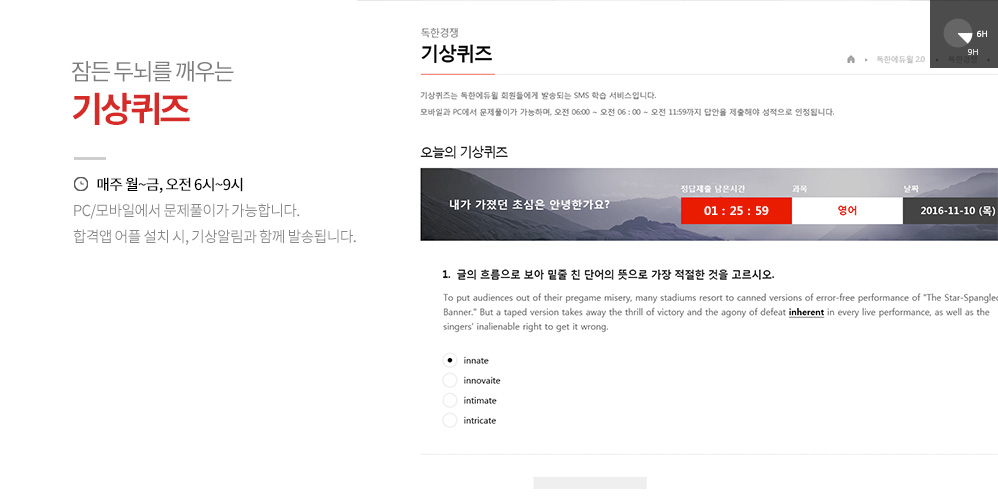 잠든 두뇌를 깨우는
기상퀴즈
매주 월~금, 오전 6시~9시
PC/모바일에서 문제풀이가 가능합니다.
합격앱 어플 설치 시, 기상알림과 함께 발송됩니다.
독한경쟁
기상퀴즈
6H
9H
독한에듀윌 2.0
독한경쟁
기상퀴즈는 독한에듀윌 회원들에게 발송되는 SMS 학습 서비스입니다.
모바일과 PC에서 문제풀이가 가능하며, 오전 06:00 ~ 오전 06 : 00 ~ 오전 11:59까지 답안을 제출해야 성적으로 인정됩니다.
오늘의 기상퀴즈
내가 가졌던 초심은 안녕한가요?
정답제출 남은시간
과목
날짜
01 : 25 : 59
영어
2016-11-10 (목)
1. 글의 흐름으로 보아 밑줄 친 단어의 뜻으로 가장 적절한 것을 고르시오.
To put audiences out of their pregame misery, many stadiums resort to canned versions of error-free performance of "The Star-Spangled
Banner." But a taped version takes away the thrill of victory and the agony of defeat inherent in every live performance, as well as the
singers' inalienable right to get it wrong.
innate
innovaite
intimate
intricate